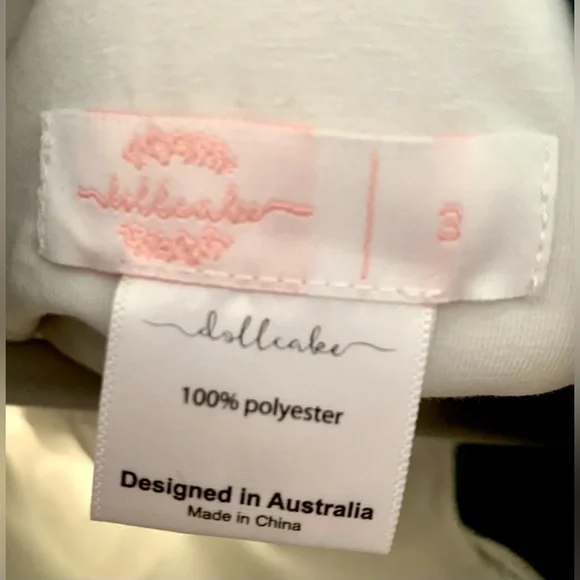 dollcake
3
dollcake
100% polyester
Designed in Australia
Made in China